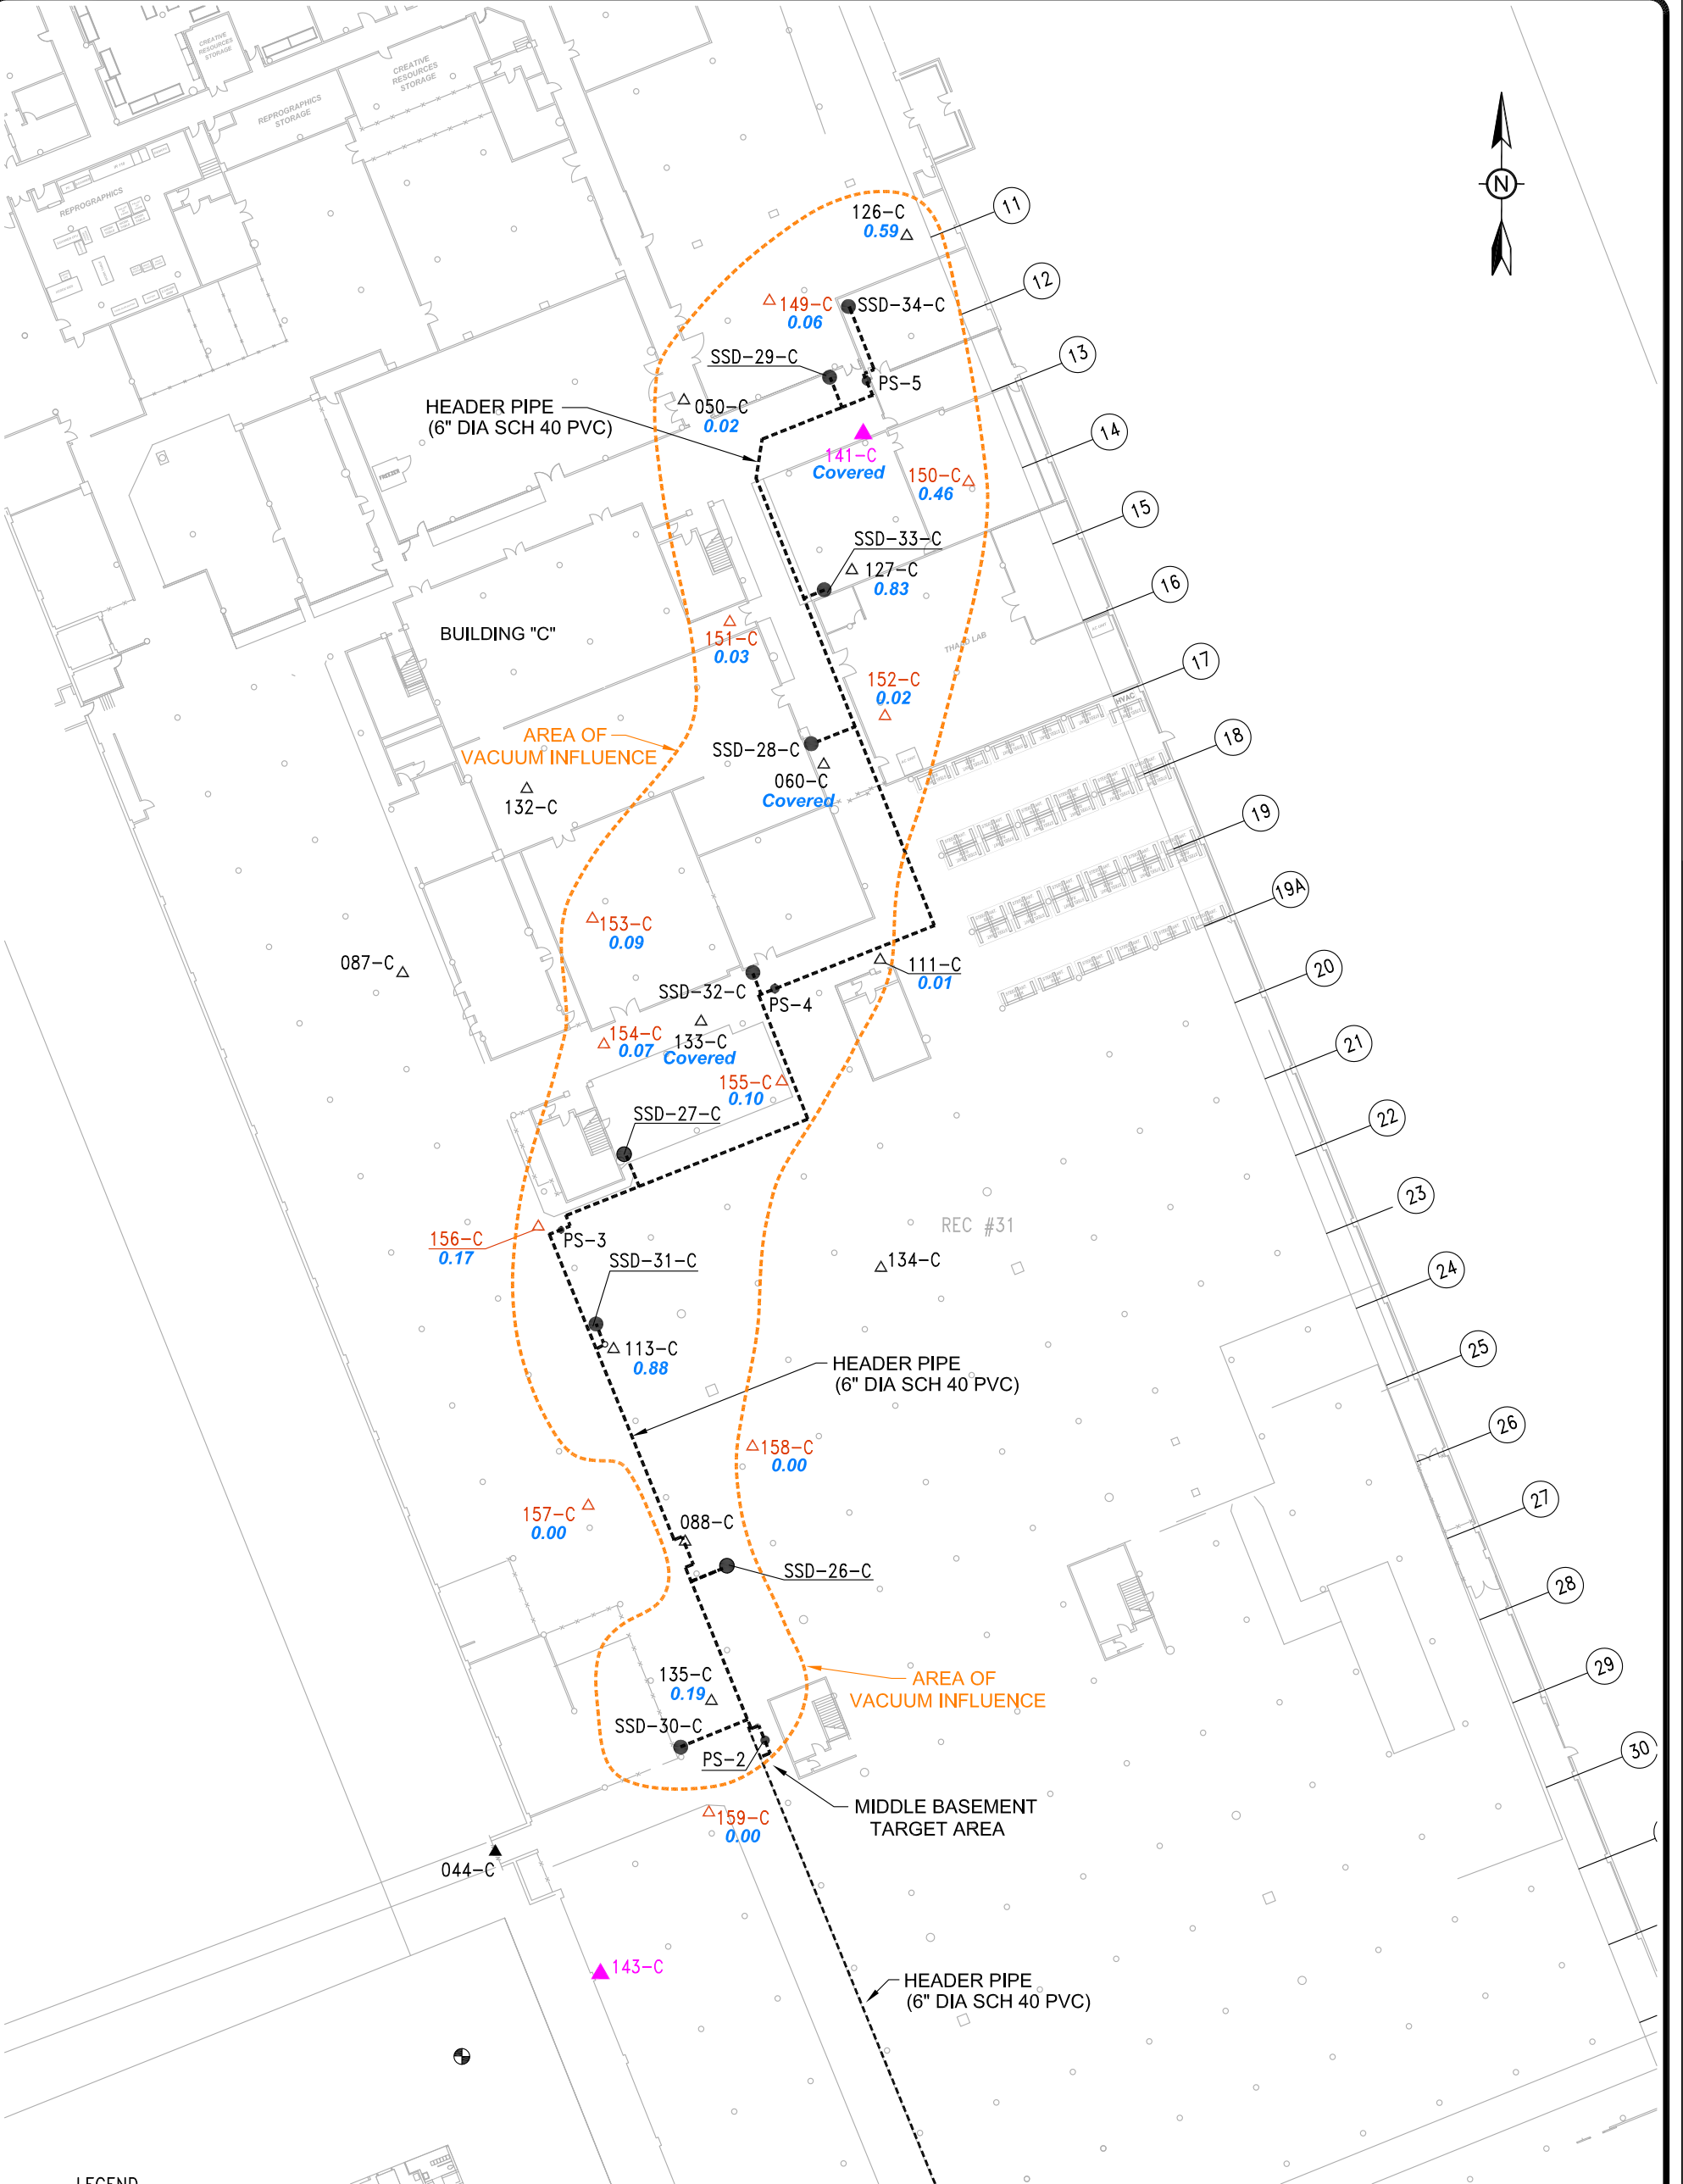 CREATIVE
RESOURCES
STORAGE
CREATIVE
RESOURCES
STORAGE
REPROGRAPHICS
STORAGE
REPROGRAPHICS
N
126-C
0.59
11
12
149-C
0.06
SSD-34-C
SSD-29-C
13
PS-5
050-C
0.02
HEADER PIPE
(6" DIA SCH 40 PVC)
14
141-C
Covered
150-C
0.46
FREEZER
15
SSD-33-C
127-C
0.83
16
BUILDING "C"
151-C
0.03
THAAD LAB
17
152-C
0.02
HVAC
AREA OF
VACUUM INFLUENCE
18
SSD-28-C
060-C
Covered
132-C
19
19A
153-C
0.09
087-C
111-C
0.01
20
SSD-32-C
PS-4
154-C
0.07
133-C
Covered
21
155-C
0.10
SSD-27-C
22
23
REC #31
156-C
0.17
PS-3
SSD-31-C
134-C
24
113-C
0.88
25
HEADER PIPE
(6" DIA SCH 40 PVC)
26
158-C
0.00
27
157-C
0.00
088-C
SSD-26-C
28
29
135-C
0.19
AREA OF
VACUUM INFLUENCE
SSD-30-C
PS-2
30
MIDDLE BASEMENT
TARGET AREA
159-C
0.00
044-C
143-C
HEADER PIPE
(6" DIA SCH 40 PVC)
LEGEND